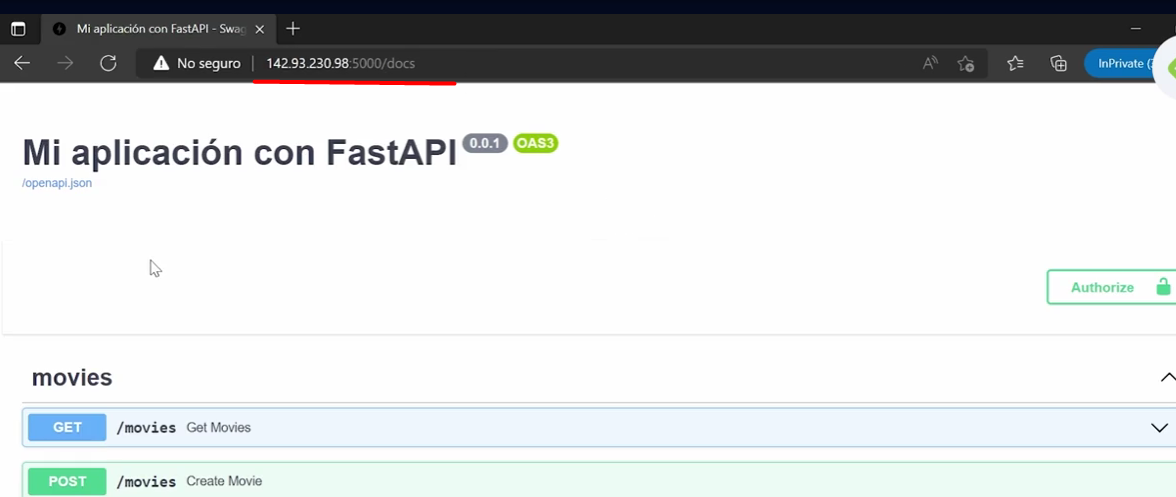 Mi aplicación con FastAPI - Swag
No seguro 142.93.230.98:5000/docs InPrivate
Mi aplicación con FastAPI 0.0.1 OAS3
/openapi.json
Authorize
movies
GET /movies Get Movies
POST /movies Create Movie